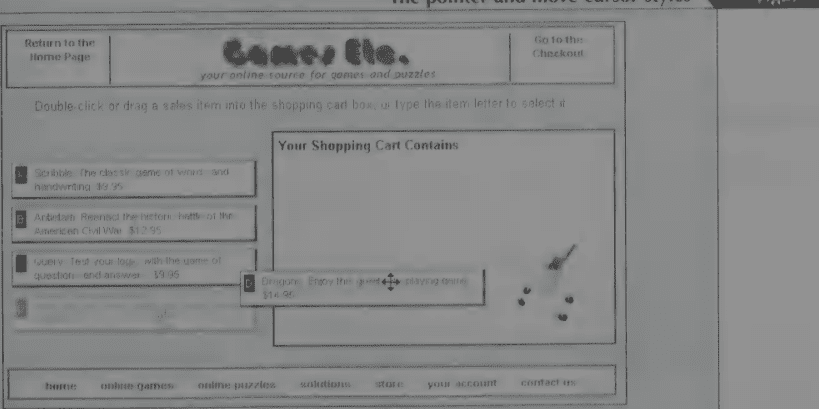 The pointer and move cursor styles
Return to the
Home Page
Games Etc.
your online source for games and puzzles
Go to the
Checkout
Double-click or drag a sales item into the shopping cart box, or type the item letter to select it
Your Shopping Cart Contains
Scribble: The classic game of words and
handwriting $9.95
Antietam: Reenact the historic battle of the
American Civil War $12.95
Query: Test your logic with the game of
questions and answers $9.95
D
Dragons: Enjoy this great playing game
$14.95
home online games online puzzles solutions store your account contact us